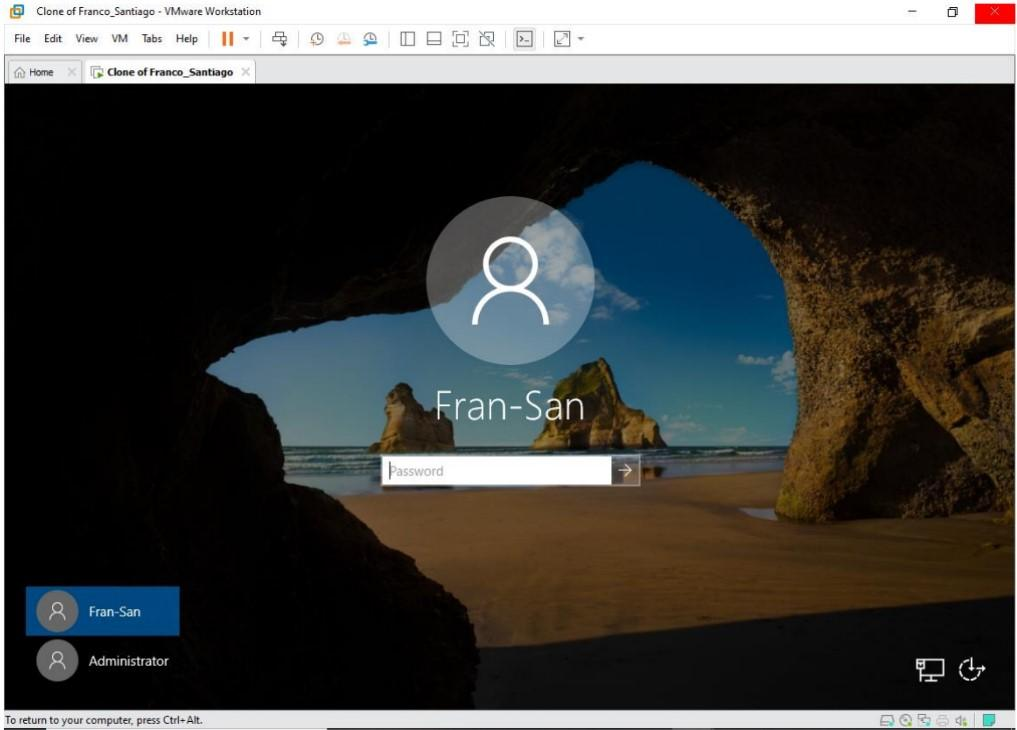 Clone of Franco_Santiago - VMware Workstation
File Edit View VM Tabs Help
Home Clone of Franco_Santiago
Fran-San
Password
Fran-San
Administrator
To return to your computer, press Ctrl+Alt.